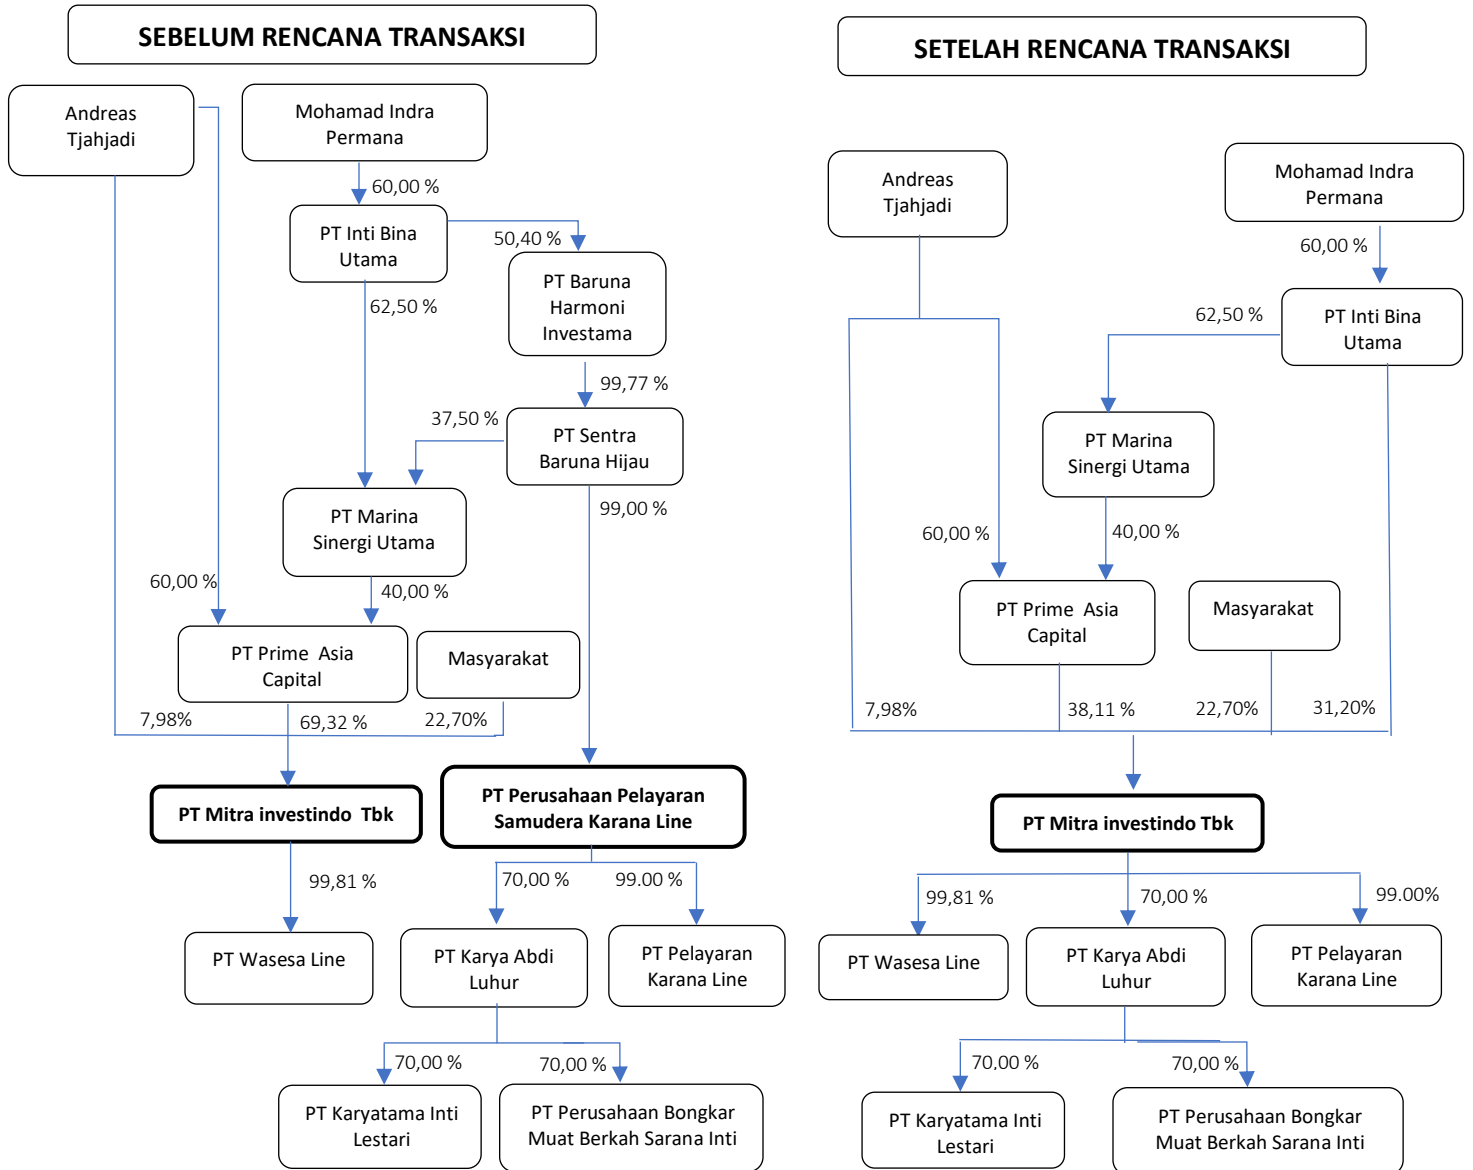 SEBELUM RENCANA TRANSAKSI
Andreas
Tjahjadi
Mohamad Indra
Permana
60,00 %
PT Inti Bina
Utama
50,40 %
PT Baruna
Harmoni
Investama
62,50 %
99,77 %
37,50 %
PT Sentra
Baruna Hijau
PT Marina
Sinergi Utama
99,00 %
60,00 %
40,00 %
PT Prime  Asia
Capital
Masyarakat
7,98%
69,32 %
22,70%
PT Mitra investindo  Tbk
PT Perusahaan Pelayaran
Samudera Karana Line
99,81 %
70,00 %
99.00 %
PT Wasesa Line
PT Karya Abdi
Luhur
PT Pelayaran
Karana Line
70,00 %
70,00 %
PT Karyatama Inti
Lestari
PT Perusahaan Bongkar
Muat Berkah Sarana Inti
SETELAH RENCANA TRANSAKSI
Andreas
Tjahjadi
Mohamad Indra
Permana
60,00 %
62,50 %
PT Inti Bina
Utama
PT Marina
Sinergi Utama
60,00 %
40,00 %
PT Prime  Asia
Capital
Masyarakat
7,98%
38,11 %
22,70%
31,20%
PT Mitra investindo Tbk
99,81 %
70,00 %
99.00%
PT Wasesa Line
PT Karya Abdi
Luhur
PT Pelayaran
Karana Line
70,00 %
70,00 %
PT Karyatama Inti
Lestari
PT Perusahaan Bongkar
Muat Berkah Sarana Inti